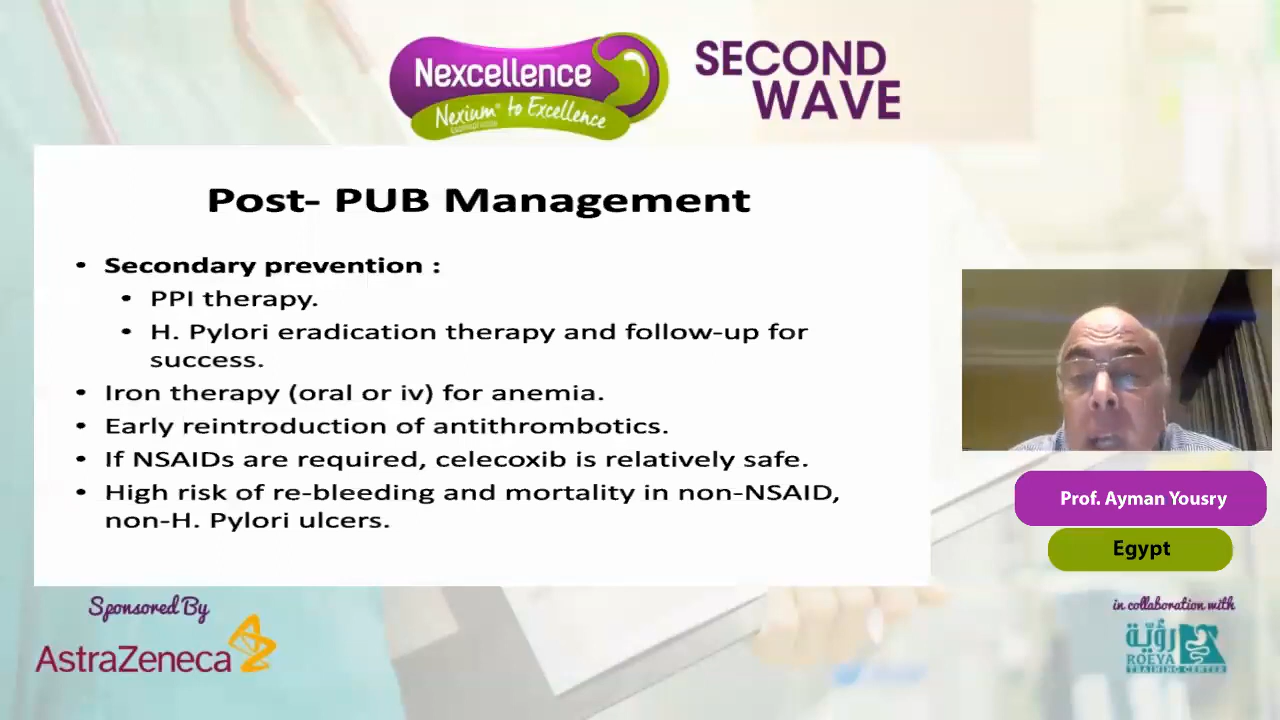 Nexcellence
Nexium® to Excellence
SECOND
WAVE
Post- PUB Management
• Secondary prevention :
• PPI therapy.
• H. Pylori eradication therapy and follow-up for
success.
• Iron therapy (oral or iv) for anemia.
• Early reintroduction of antithrombotics.
• If NSAIDs are required, celecoxib is relatively safe.
• High risk of re-bleeding and mortality in non-NSAID,
non-H. Pylori ulcers.
Prof. Ayman Yousry
Egypt
Sponsored By
AstraZeneca
in collaboration with
رؤية
ROEYA
TRAINING CENTER